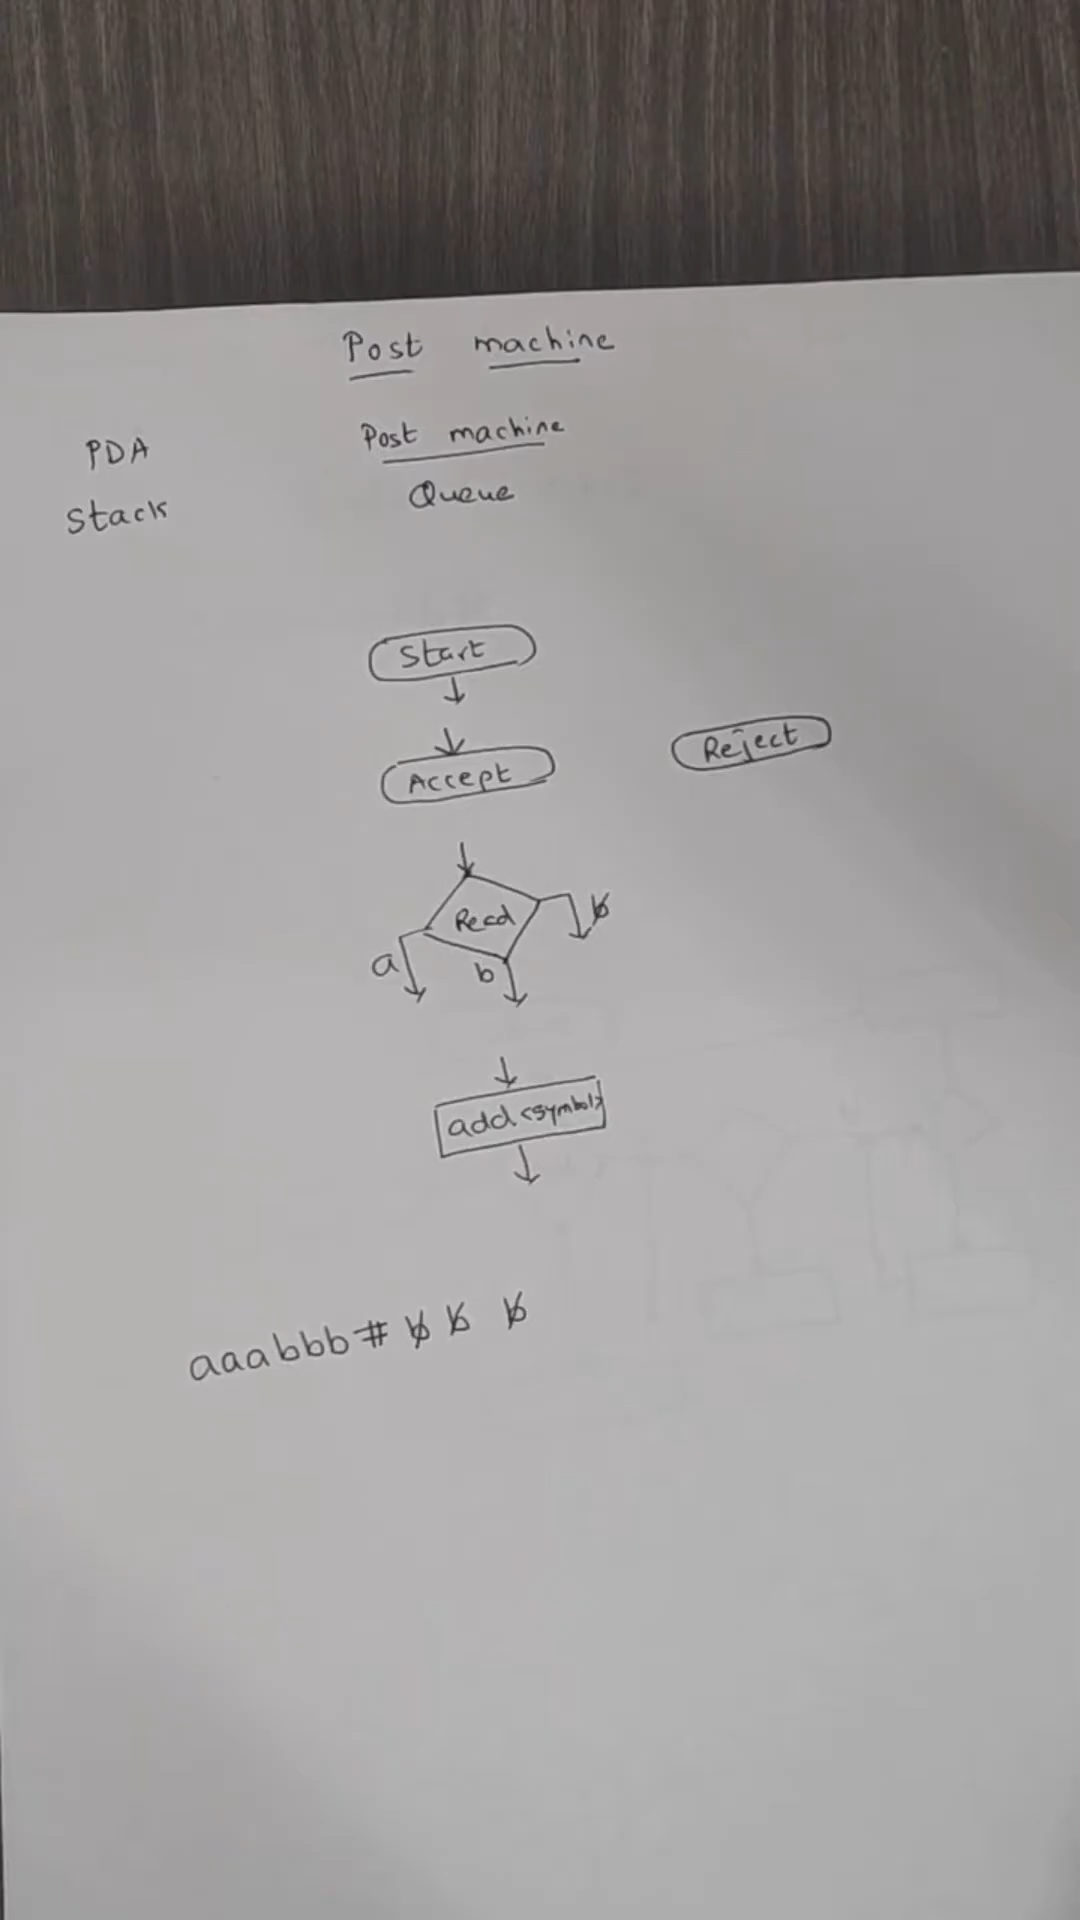 Post machine
PDA Post machine
Stack Queue
Start
Accept Reject
Read
a b ƀ
add <symbol>
aaabbb# ƀ ƀ ƀ